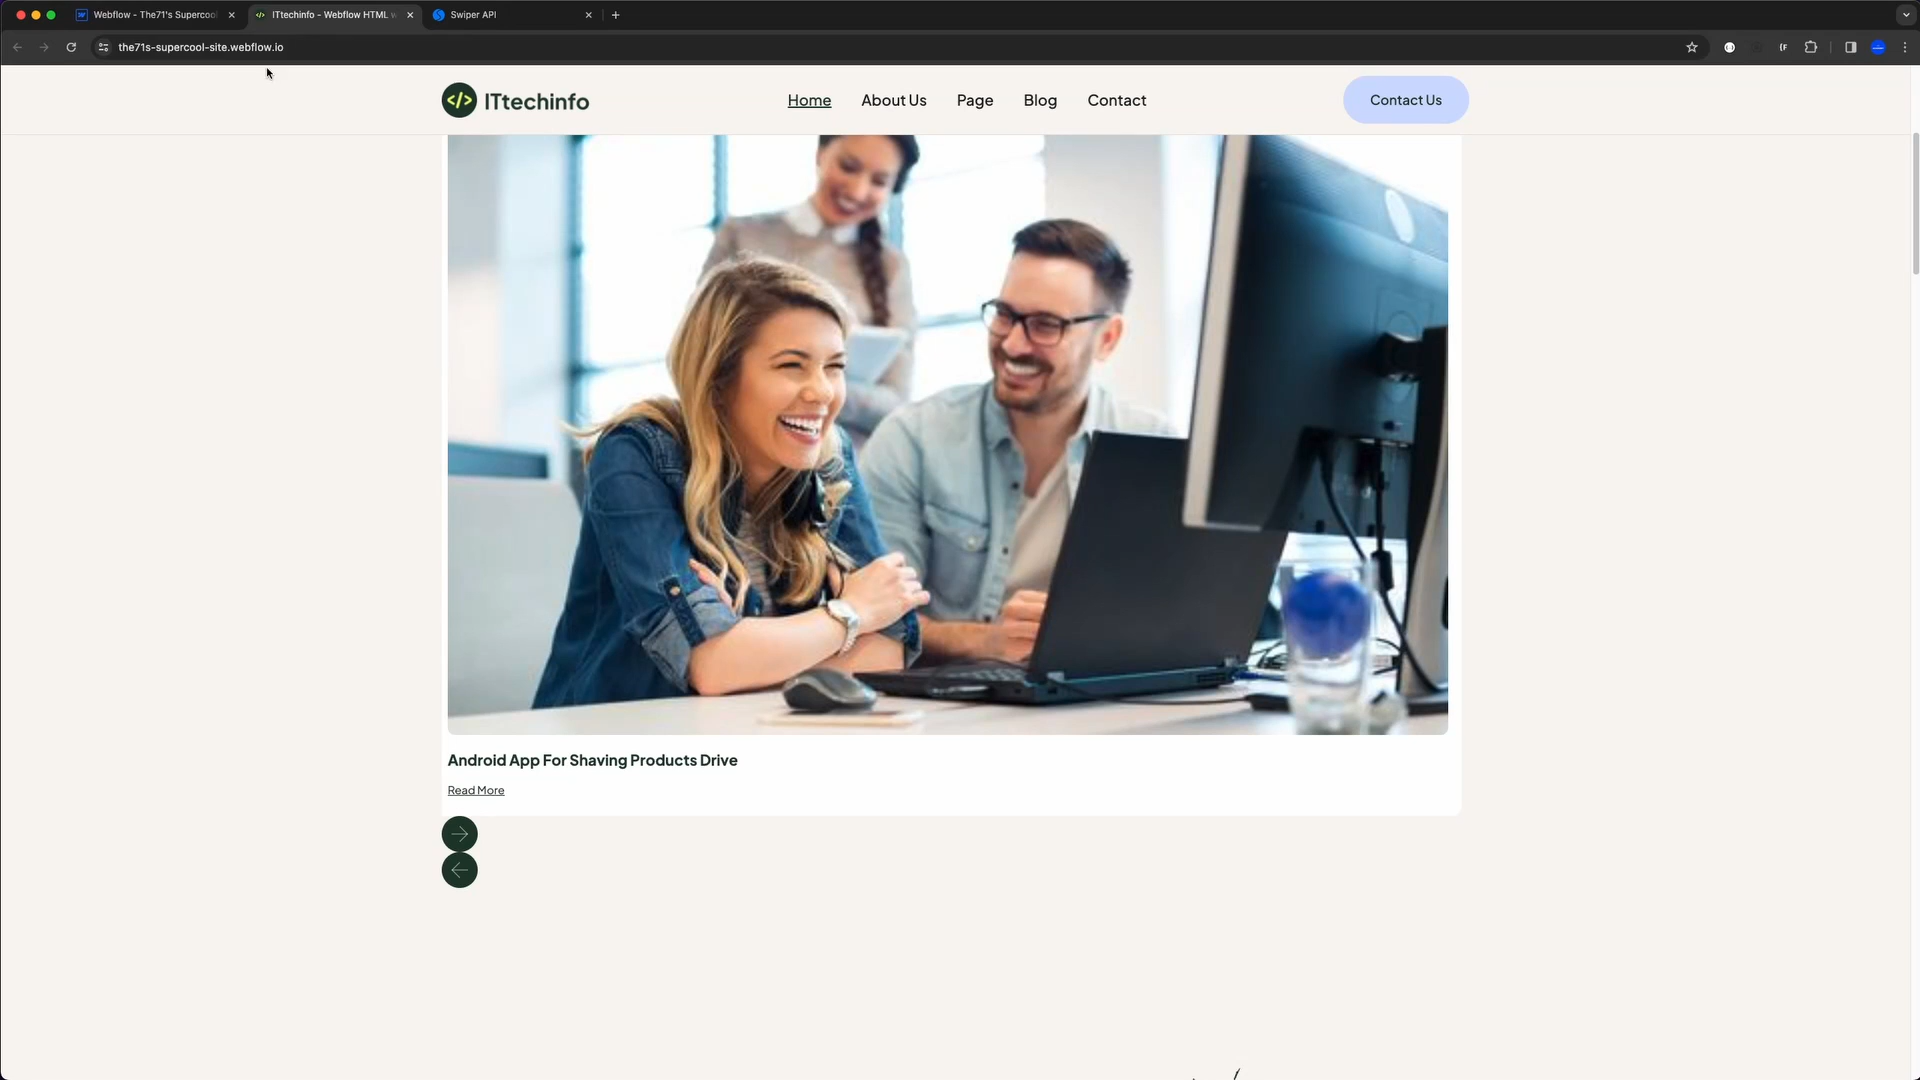 Webflow - The71's Supercool
ITtechinfo - Webflow HTML w
Swiper API
the71s-supercool-site.webflow.io
</> ITtechinfo
Home
About Us
Page
Blog
Contact
Contact Us
Android App For Shaving Products Drive
Read More